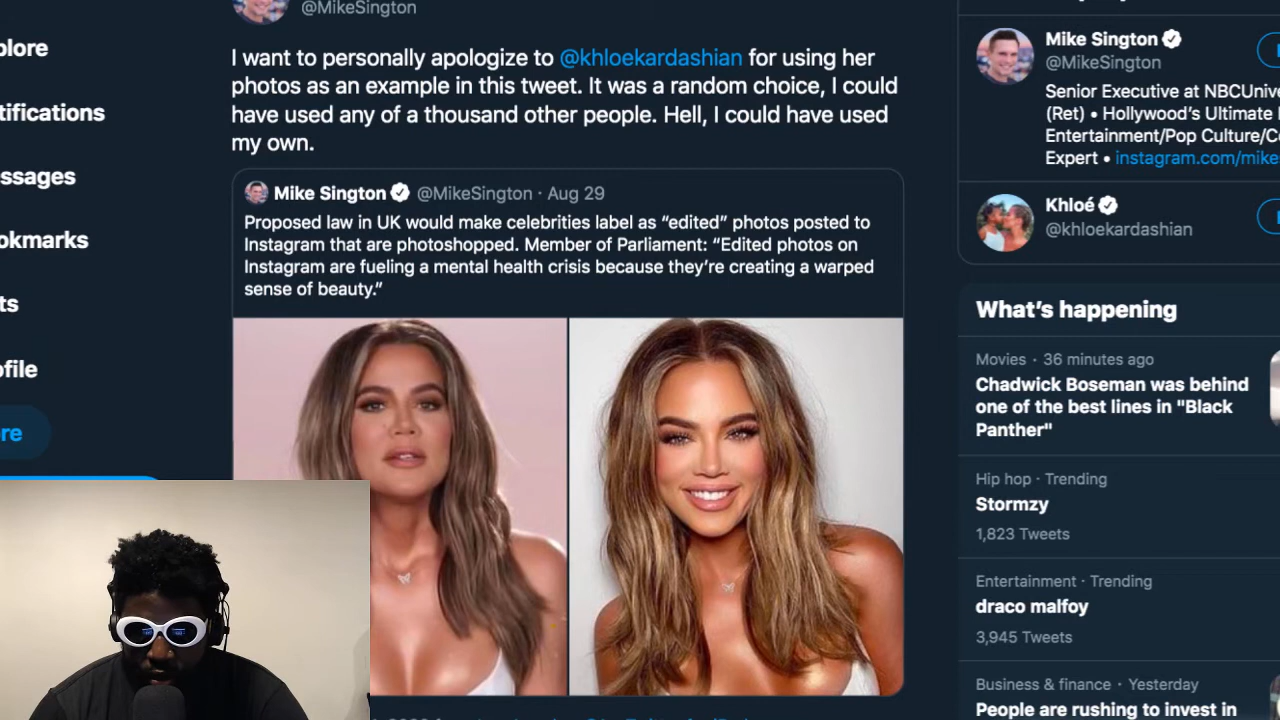 @MikeSington
I want to personally apologize to @khloekardashian for using her
photos as an example in this tweet. It was a random choice, I could
have used any of a thousand other people. Hell, I could have used
my own.
Mike Sington @MikeSington · Aug 29
Proposed law in UK would make celebrities label as “edited” photos posted to
Instagram that are photoshopped. Member of Parliament: “Edited photos on
Instagram are fueling a mental health crisis because they’re creating a warped
sense of beauty.”
plore
tifications
ssages
okmarks
ts
ofile
re
Mike Sington
@MikeSington
Senior Executive at NBCUnive
(Ret) • Hollywood’s Ultimate
Entertainment/Pop Culture/C
Expert • instagram.com/mike
Khloé
@khloekardashian
What’s happening
Movies · 36 minutes ago
Chadwick Boseman was behind
one of the best lines in "Black
Panther"
Hip hop · Trending
Stormzy
1,823 Tweets
Entertainment · Trending
draco malfoy
3,945 Tweets
Business & finance · Yesterday
People are rushing to invest in